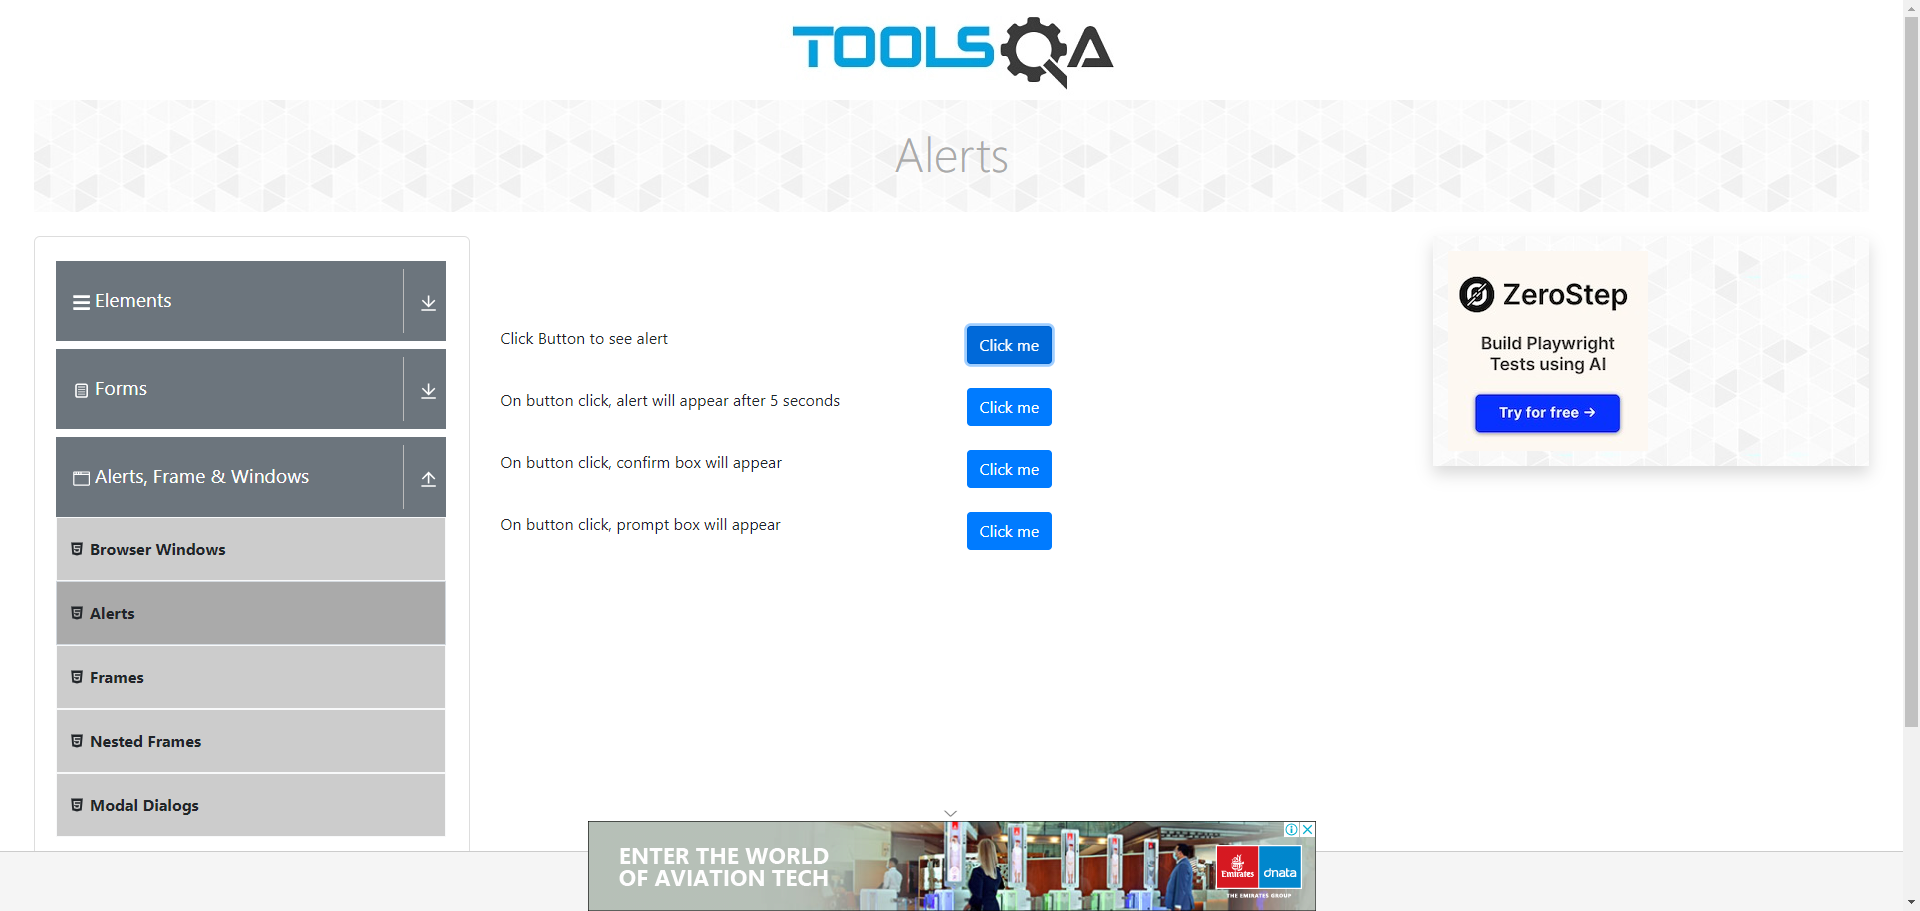 TOOLSQA
Alerts
Elements
Forms
Alerts, Frame & Windows
Browser Windows
Alerts
Frames
Nested Frames
Modal Dialogs
Click Button to see alert
Click me
On button click, alert will appear after 5 seconds
Click me
On button click, confirm box will appear
Click me
On button click, prompt box will appear
Click me
ZeroStep
Build Playwright
Tests using AI
Try for free →
ENTER THE WORLD
OF AVIATION TECH
Emirates
dnata
THE EMIRATES GROUP